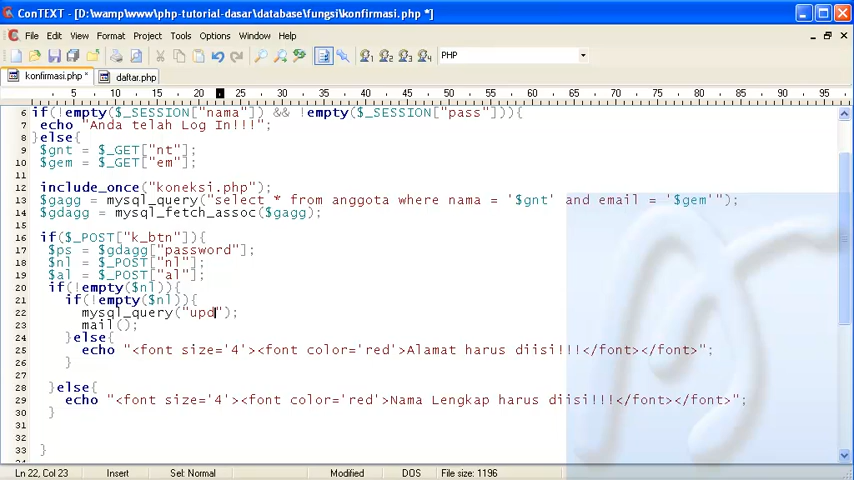 ConTEXT - [D:\wamp\www\php-tutorial-dasar\database\fungsi\konfirmasi.php *]
File Edit View Format Project Tools Options Window Help
PHP
konfirmasi.php * daftar.php
5 10 15 20 25 30 35 40 45 50 55 60 65 70 75 80 85 90 95
6 if(!empty($_SESSION["nama"]) && !empty($_SESSION["pass"])){
7 echo "Anda telah Log In!!!";
8 }else{
9 $gnt = $_GET["nt"];
10 $gem = $_GET["em"];
11
12 include_once("koneksi.php");
13 $gagg = mysql_query("select * from anggota where nama = '$gnt' and email = '$gem'");
14 $gdagg = mysql_fetch_assoc($gagg);
15
16 if($_POST["k_btn"]){
17 $ps = $gdagg["password"];
18 $nl = $_POST["nl"];
19 $al = $_POST["al"];
20 if(!empty($nl)){
21 if(!empty($nl)){
22 mysql_query("upd");
23 mail();
24 }else{
25 echo "<font size='4'><font color='red'>Alamat harus diisi!!!</font></font>";
26 }
27
28 }else{
29 echo "<font size='4'><font color='red'>Nama Lengkap harus diisi!!!</font></font>";
30 }
31
32
33 }
Ln 22, Col 23 Insert Sel: Normal Modified DOS File size: 1196